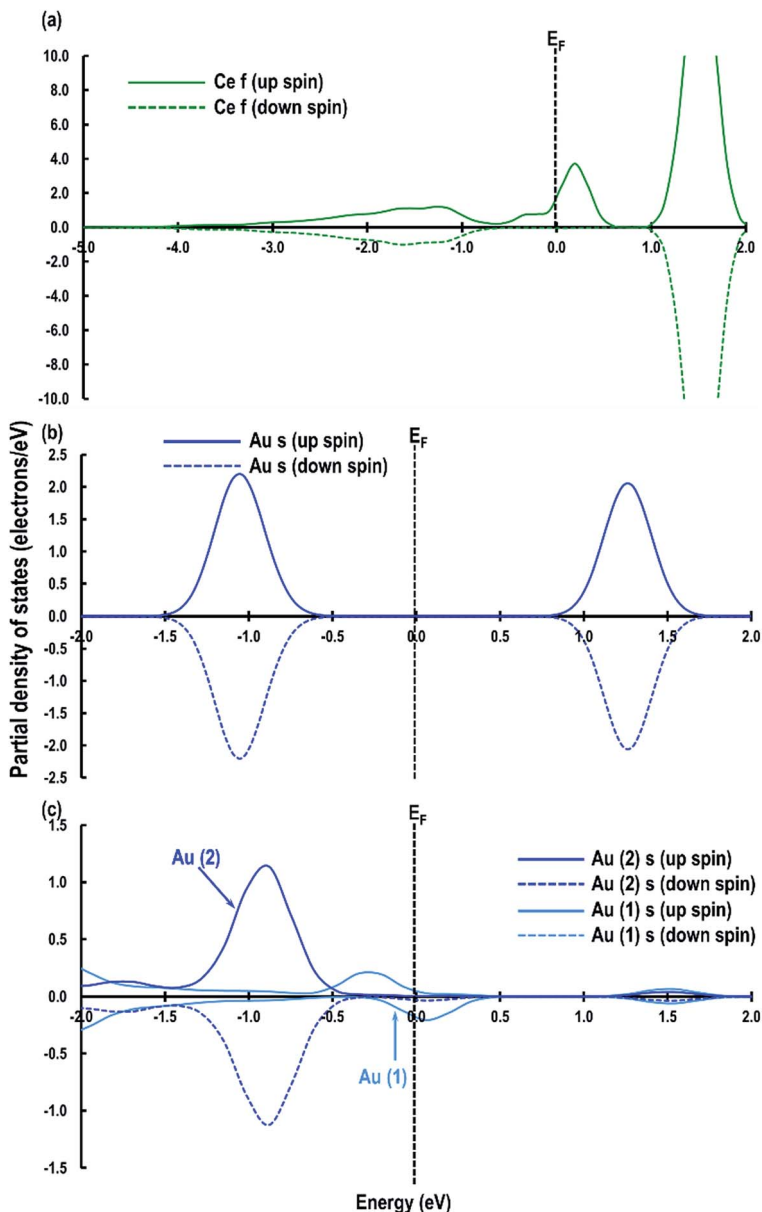 (a)
E_F
10.0
Ce f (up spin)
8.0
Ce f (down spin)
6.0
4.0
2.0
0.0
-5.0 -4.0 -3.0 -2.0 -1.0 0.0 1.0 2.0
-2.0
-4.0
-6.0
-8.0
-10.0
Partial density of states (electrons/eV)
(b)
Au s (up spin)
E_F
2.5
Au s (down spin)
2.0
1.5
1.0
0.5
0.0
-2.0 -1.5 -1.0 -0.5 0.0 0.5 1.0 1.5 2.0
-0.5
-1.0
-1.5
-2.0
-2.5
(c)
E_F
1.5
Au (2)
Au (2) s (up spin)
Au (2) s (down spin)
1.0
Au (1) s (up spin)
Au (1) s (down spin)
0.5
0.0
-2.0 -1.5 -1.0 -0.5 0.0 0.5 1.0 1.5 2.0
-0.5
Au (1)
-1.0
-1.5
Energy (eV)